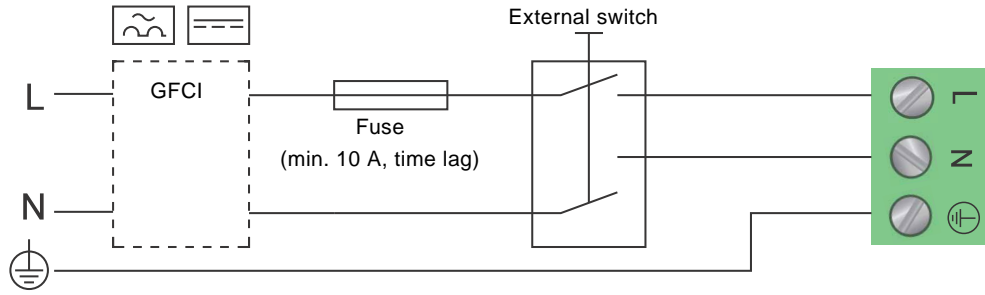 External switch
L
GFCI
Fuse
(min. 10 A, time lag)
N
L
N